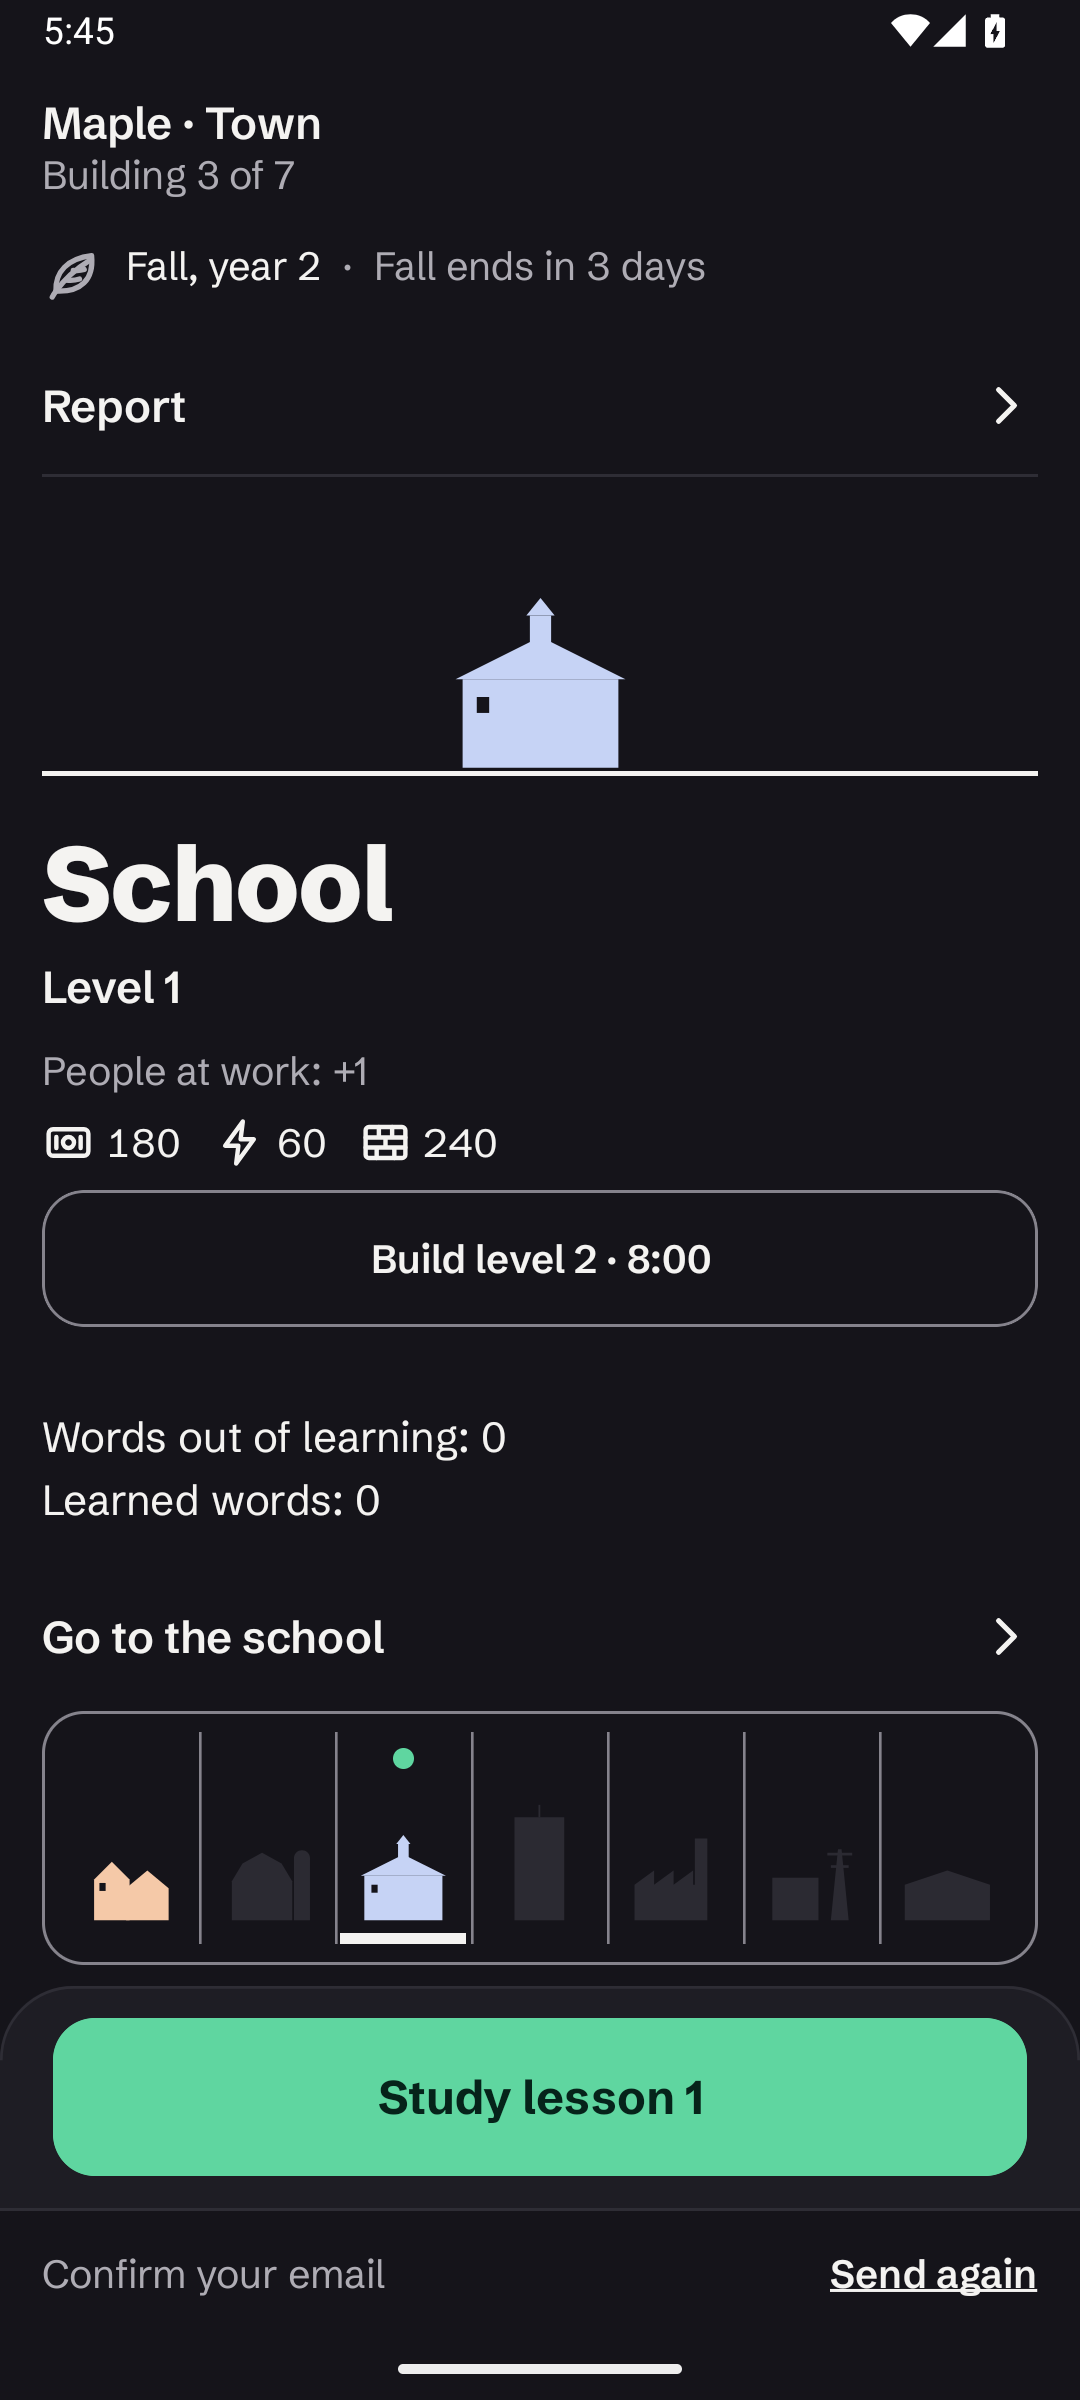 5:45
Maple · Town
Building 3 of 7
Fall, year 2 · Fall ends in 3 days
Report
School
Level 1
People at work: +1
180 60 240
Build level 2 · 8:00
Words out of learning: 0
Learned words: 0
Go to the school
Study lesson 1
Confirm your email Send again